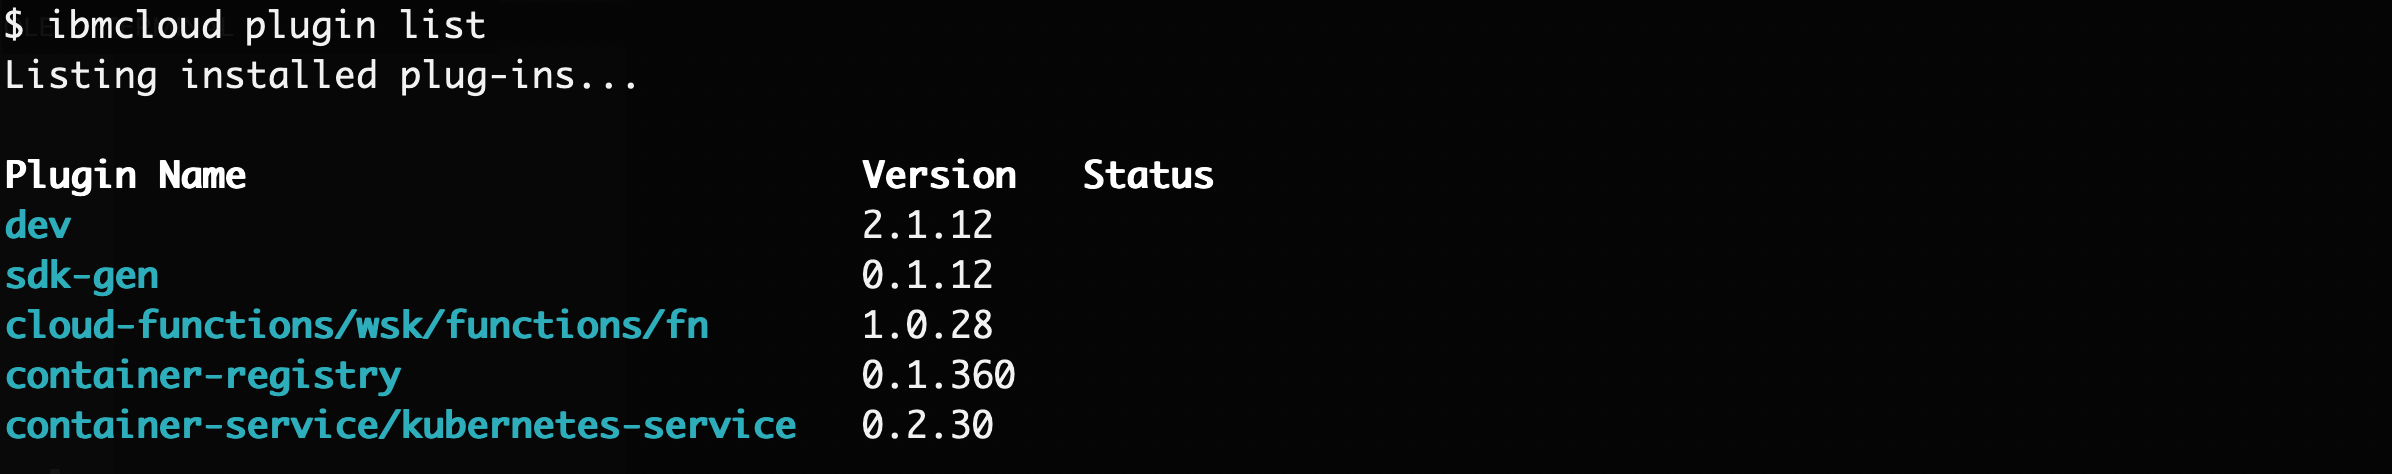 $ ibmcloud plugin list
Listing installed plug-ins...
Plugin Name Version Status
dev 2.1.12
sdk-gen 0.1.12
cloud-functions/wsk/functions/fn 1.0.28
container-registry 0.1.360
container-service/kubernetes-service 0.2.30